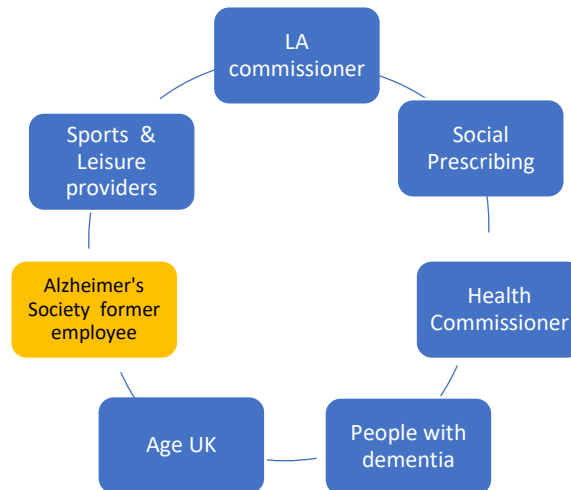 LA
commissioner
Sports & 
Leisure
providers
Social
Prescribing
Alzheimer's
Society former
employee
Health
Commissioner
Age UK
People with
dementia